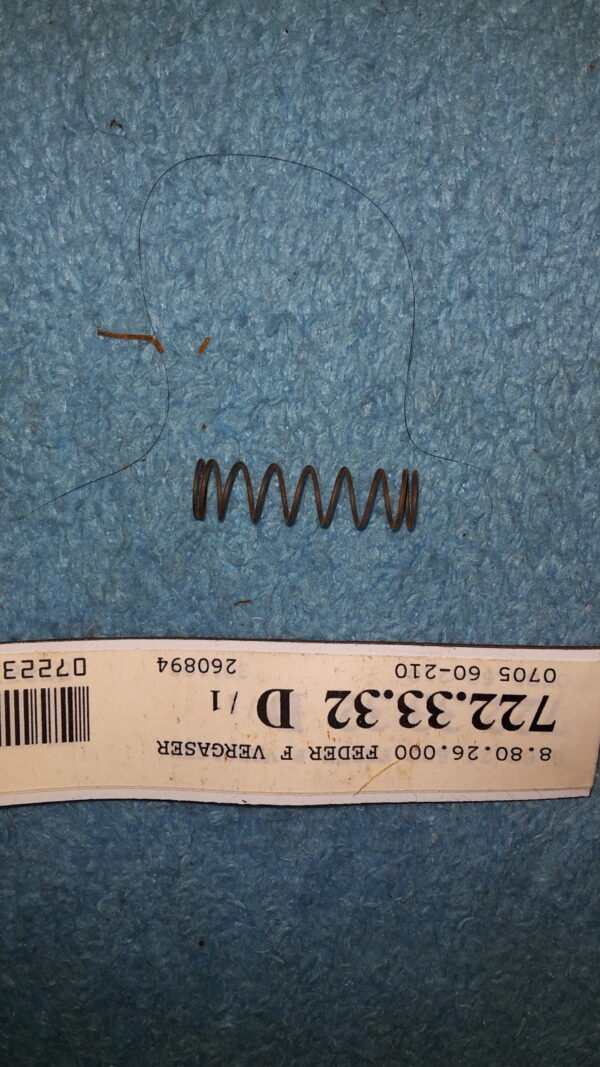 8.80.26.000 FEDER F VERGASER
722.33.32 D / 1
0705 60-210 260894 07223